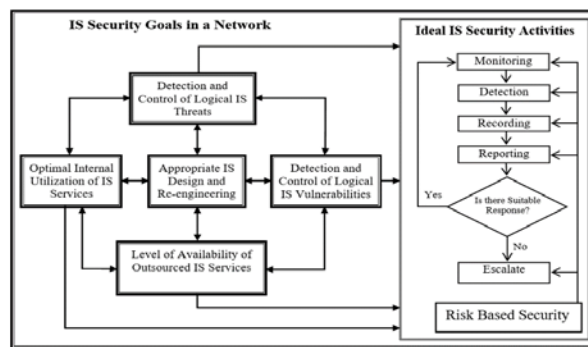 IS Security Goals in a Network
Detection and
Control of Logical IS
Threats
Optimal Internal
Utilization of IS
Services
Appropriate IS
Design and
Re-engineering
Detection and
Control of Logical
IS Vulnerabilities
Level of Availability of
Outsourced IS Services
Ideal IS Security Activities
Monitoring
Detection
Recording
Reporting
Yes
Is there Suitable
Response?
No
Escalate
Risk Based Security